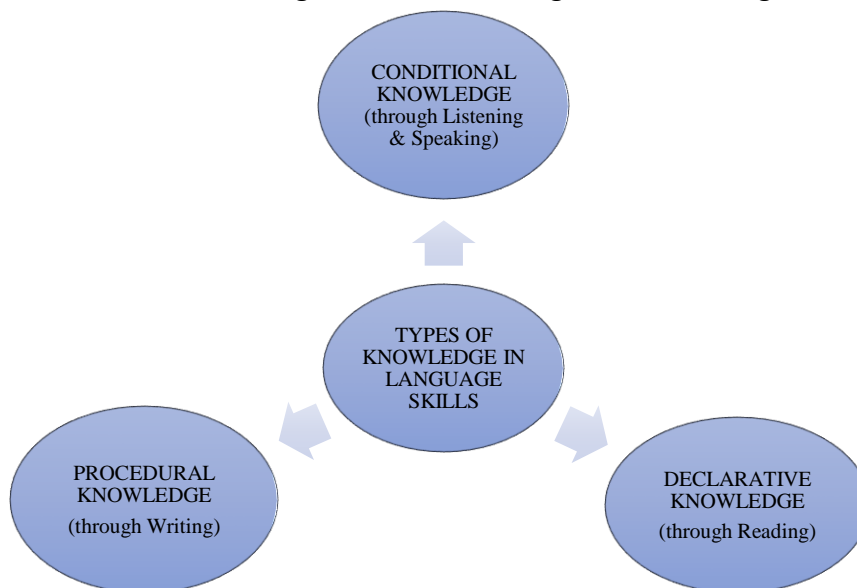 CONDITIONAL
KNOWLEDGE
(through Listening
& Speaking)
TYPES OF
KNOWLEDGE IN
LANGUAGE
SKILLS
PROCEDURAL
KNOWLEDGE
(through Writing)
DECLARATIVE
KNOWLEDGE
(through Reading)